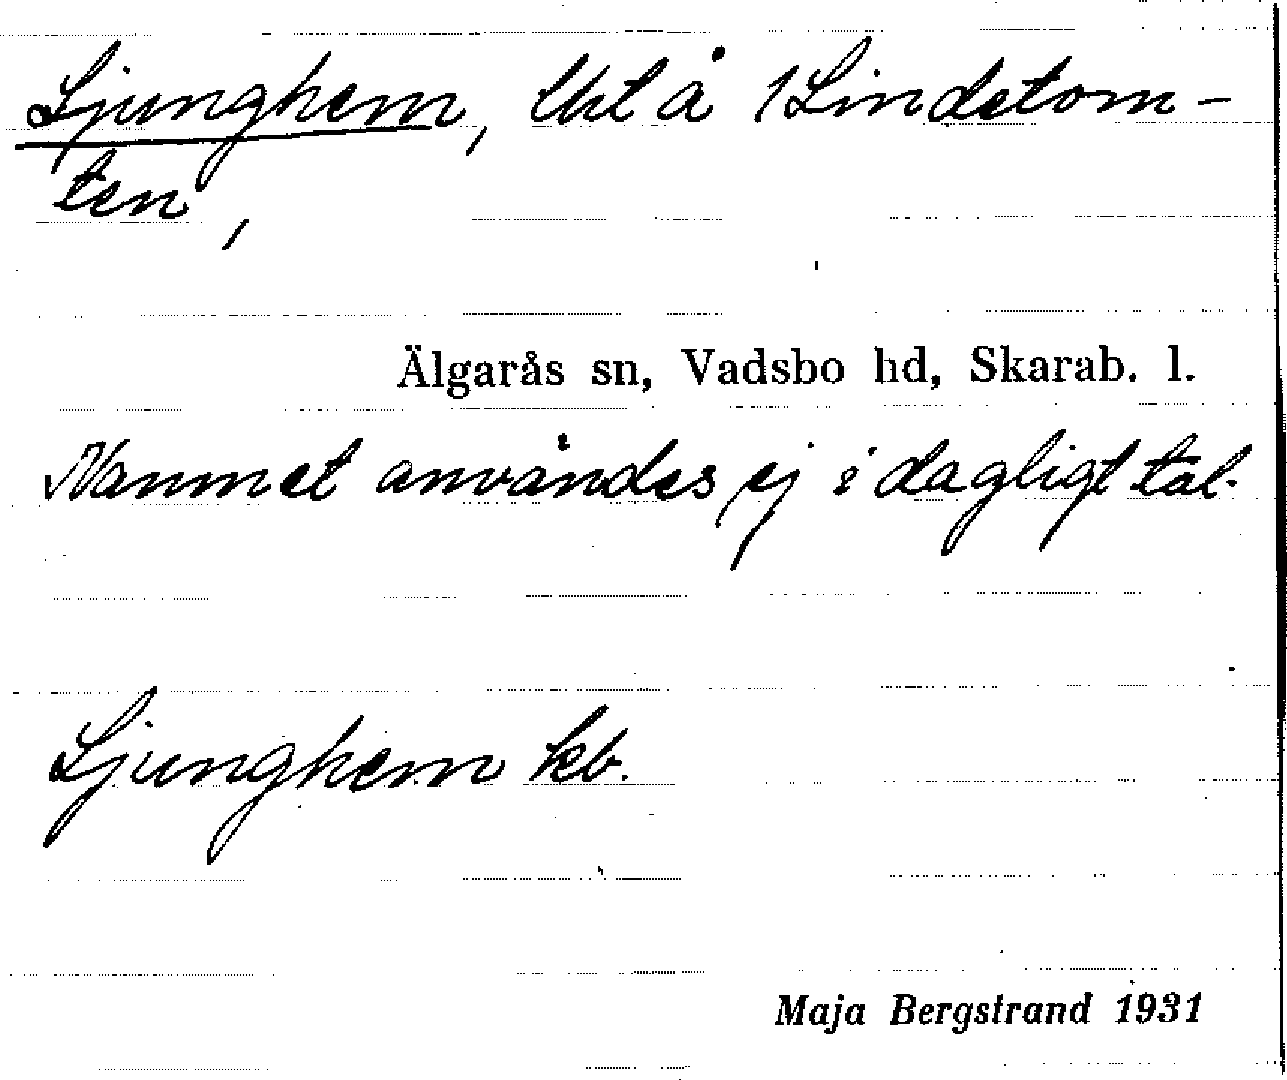 Ljunghem, lht å 1 Lindetom-
ten,
Älgarås sn, Vadsbo hd, Skarab. l.
Namnet användes ej i dagligt tal.
Ljunghem kb.
Maja Bergstrand 1931